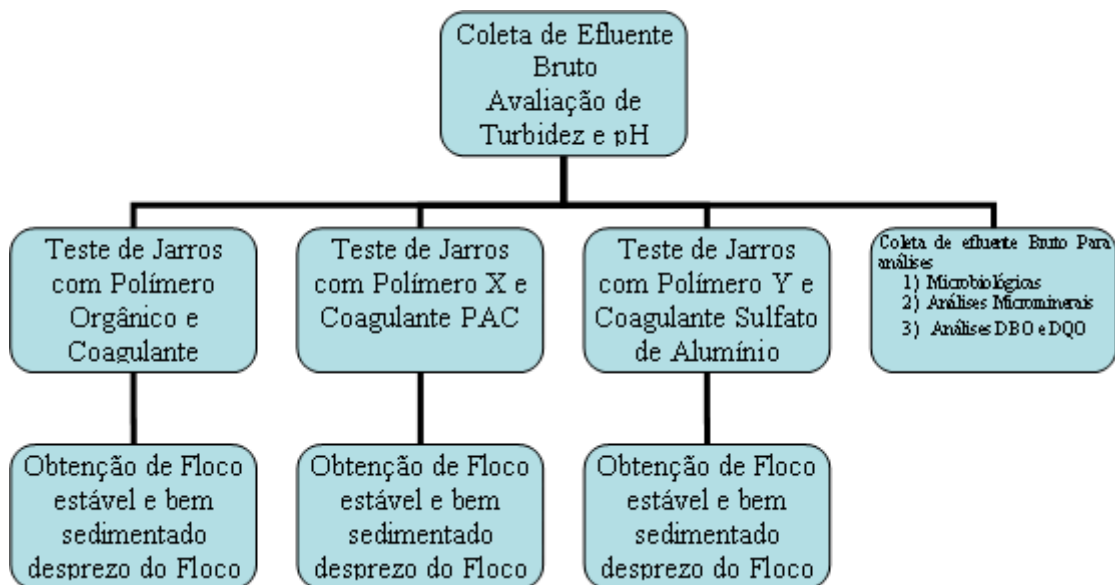 Coleta de Efluente
Bruto
Avaliação de
Turbidez e pH
Teste de Jarros
com Polímero
Orgânico e
Coagulante
Teste de Jarros
com Polímero X e
Coagulante PAC
Teste de Jarros
com Polímero Y e
Coagulante Sulfato
de Alumínio
Coleta de efluente Bruto Para
análises
1) Microbiológicas
2) Análises Microminerais
3) Análises DBO e DQO
Obtenção de Floco
estável e bem
sedimentado
desprezo do Floco
Obtenção de Floco
estável e bem
sedimentado
desprezo do Floco
Obtenção de Floco
estável e bem
sedimentado
desprezo do Floco